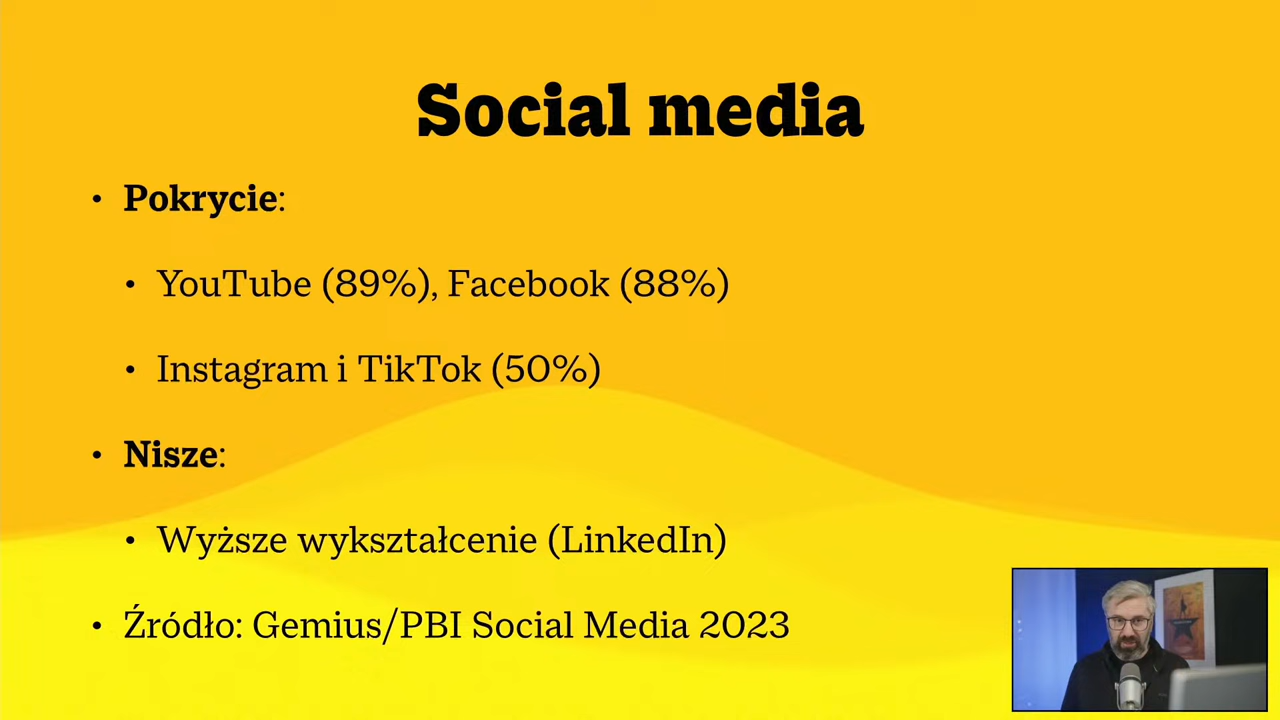 Social media
• Pokrycie:
• YouTube (89%), Facebook (88%)
• Instagram i TikTok (50%)
• Nisze:
• Wyższe wykształcenie (LinkedIn)
• Źródło: Gemius/PBI Social Media 2023